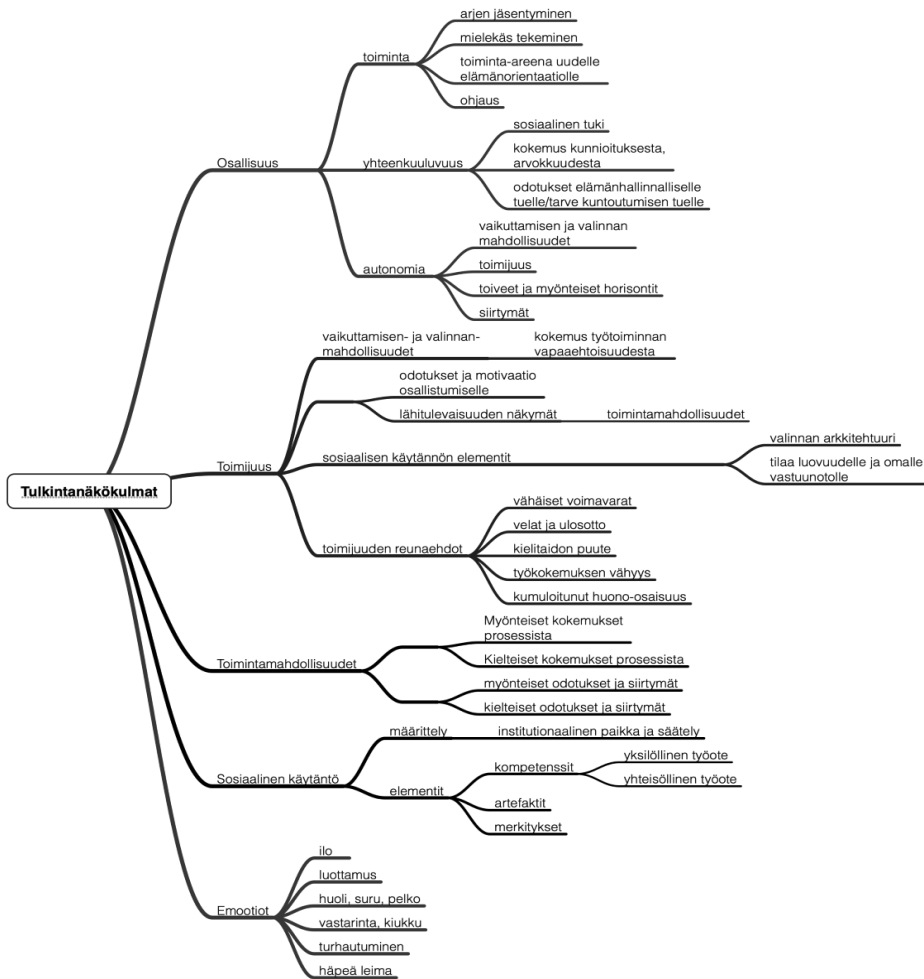 arjen jäsentyminen
mielekäs tekeminen
toiminta
toiminta-areena uudelle
elämänorientaatiolle
ohjaus
sosiaalinen tuki
Osallisuus
yhteenkuuluvuus
kokemus kunnioituksesta,
arvokkuudesta
odotukset elämänhallinnalliselle
tuelle/tarve kuntoutumisen tuelle
vaikuttamisen ja valinnan
mahdollisuudet
autonomia
toimijuus
toiveet ja myönteiset horisontit
siirtymät
vaikuttamisen- ja valinnan-
mahdollisuudet
kokemus työtoiminnan
vapaaehtoisuudesta
odotukset ja motivaatio
osallistumiselle
lähitulevaisuuden näkymät
toimintamahdollisuudet
Toimijuus
sosiaalisen käytännön elementit
valinnan arkkitehtuuri
tilaa luovuudelle ja omalle
vastuunotolle
Tulkintanäkökulmat
toimijuuden reunaehdot
vähäiset voimavarat
velat ja ulosotto
kielitaidon puute
työkokemuksen vähyys
kumuloitunut huono-osaisuus
Toimintamahdollisuudet
Myönteiset kokemukset
prosessista
Kielteiset kokemukset prosessista
myönteiset odotukset ja siirtymät
kielteiset odotukset ja siirtymät
Sosiaalinen käytäntö
määrittely
institutionaalinen paikka ja säätely
elementit
kompetenssit
yksilöllinen työote
yhteisöllinen työote
artefaktit
merkitykset
Emootiot
ilo
luottamus
huoli, suru, pelko
vastarinta, kiukku
turhautuminen
häpeä leima